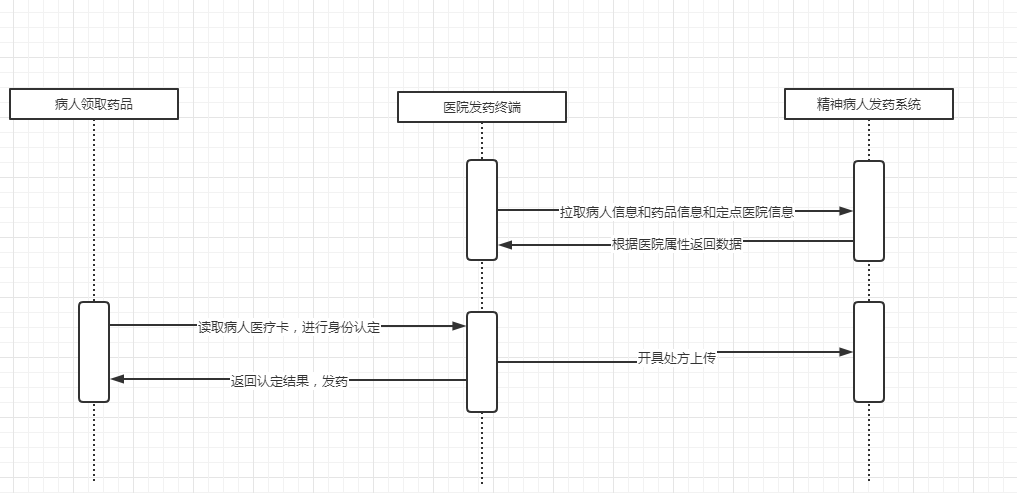 病人领取药品
医院发药终端
精神病人发药系统
拉取病人信息和药品信息和定点医院信息
根据医院属性返回数据
读取病人医疗卡，进行身份认定
开具处方上传
返回认定结果，发药